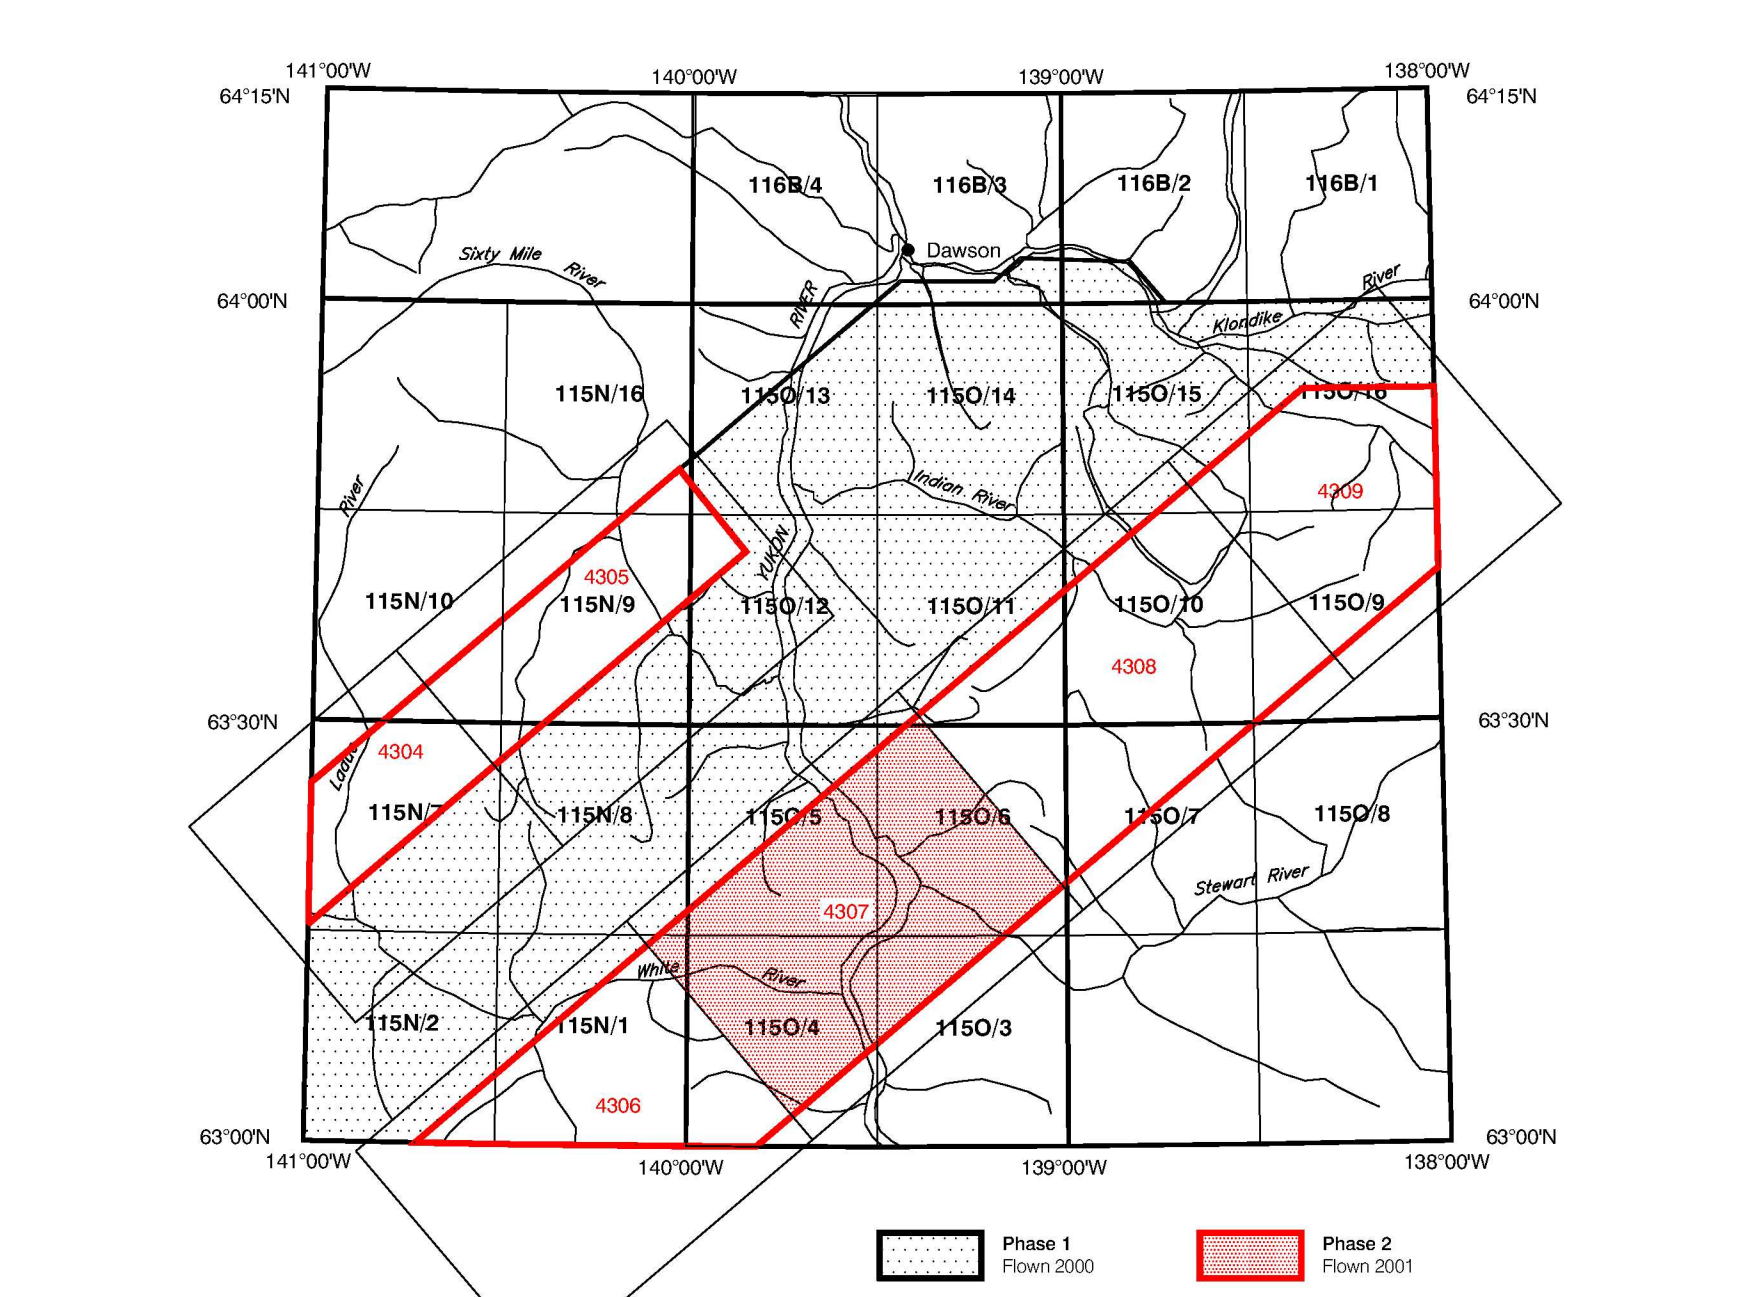 141°00'W
140°00'W
139°00'W
138°00'W
64°15'N
64°15'N
116B/4
116B/3
116B/2
116B/1
Sixty Mile River
Dawson
River
64°00'N
64°00'N
RIVER
Klondike
115N/16
115O/13
115O/14
115O/15
115O/16
River
Indian River
4309
YUKON
4305
115N/10
115N/9
115O/12
115O/11
115O/10
115O/9
4308
63°30'N
63°30'N
4304
Ladue
115N/7
115N/8
115O/5
115O/6
115O/7
115O/8
Stewart River
4307
White River
115N/2
115N/1
115O/4
115O/3
4306
63°00'N
63°00'N
141°00'W
140°00'W
139°00'W
138°00'W
Phase 1
Flown 2000
Phase 2
Flown 2001